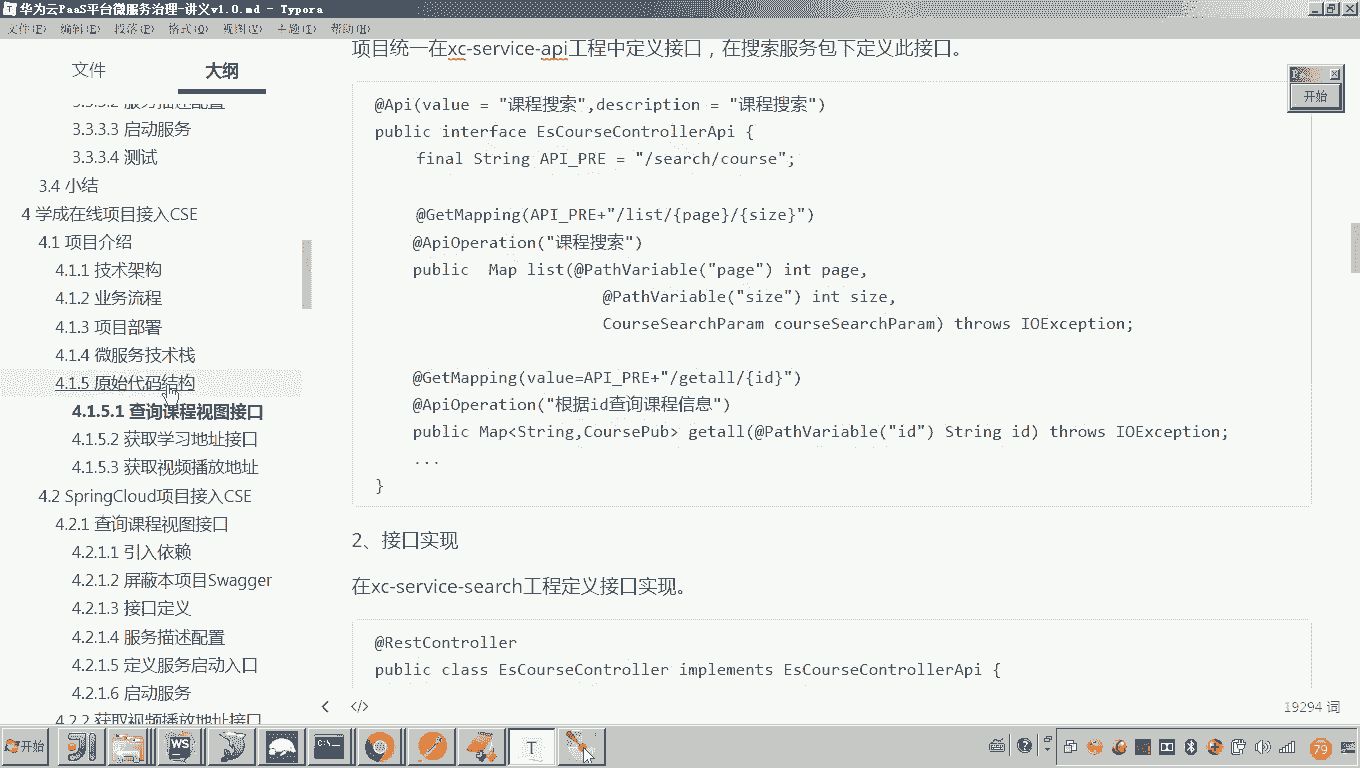 华为云PaaS平台微服务治理-讲义v1.0.md - Typora
文件(F) 编辑(E) 段落(P) 格式(O) 视图(V) 主题(T) 帮助(H)
文件 大纲
3.3.3.2 服务描述配置
3.3.3.3 启动服务
3.3.3.4 测试
3.4 小结
4 学成在线项目接入CSE
4.1 项目介绍
4.1.1 技术架构
4.1.2 业务流程
4.1.3 项目部署
4.1.4 微服务技术栈
4.1.5 原始代码结构
4.1.5.1 查询课程视图接口
4.1.5.2 获取学习地址接口
4.1.5.3 获取视频播放地址
4.2 SpringCloud项目接入CSE
4.2.1 查询课程视图接口
4.2.1.1 引入依赖
4.2.1.2 屏蔽本项目Swagger
4.2.1.3 接口定义
4.2.1.4 服务描述配置
4.2.1.5 定义服务启动入口
4.2.1.6 启动服务
4.2.2 获取视频播放地址接口
项目统一在xc-service-api工程中定义接口，在搜索服务包下定义此接口。
@Api(value = "课程搜索",description = "课程搜索")
public interface EsCourseControllerApi {
final String API_PRE = "/search/course";
@GetMapping(API_PRE+"/list/{page}/{size}")
@ApiOperation("课程搜索")
public  Map list(@PathVariable("page") int page,
@PathVariable("size") int size,
CourseSearchParam courseSearchParam) throws IOException;
@GetMapping(value=API_PRE+"/getall/{id}")
@ApiOperation("根据id查询课程信息")
public Map<String,CoursePub> getall(@PathVariable("id") String id) throws IOException;
...
}
2、接口实现
在xc-service-search工程定义接口实现。
@RestController
public class EsCourseController implements EsCourseControllerApi {
</> 19294 词
开始
开始
79